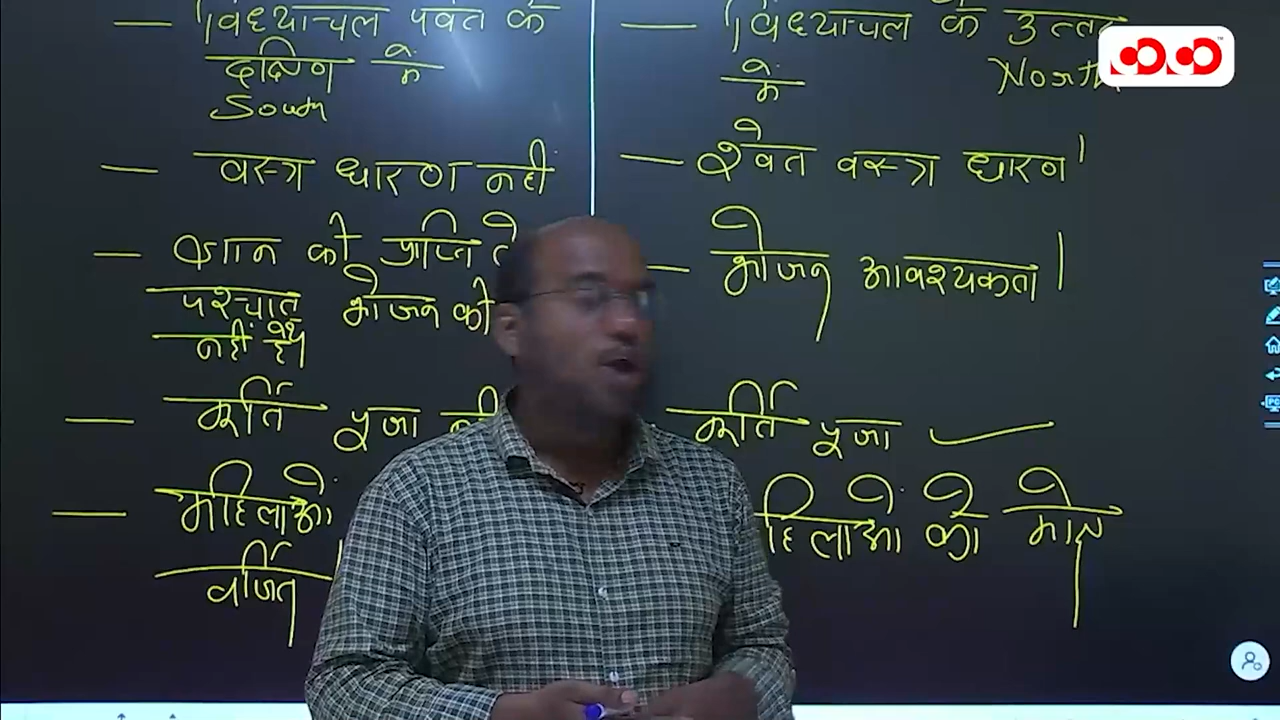 — विंध्याचल पर्वत के
दक्षिण में
South
— वस्त्र धारण नहीं
— ज्ञान की प्राप्ति के
पश्चात् भोजन की
नहीं है
— मूर्ति पूजा
— महिलाओं
वर्जित
— विंध्याचल के उत्तर
में North
— श्वेत वस्त्र धारण।
— भोजन आवश्यकता।
मूर्ति पूजा ✓
हिलाओं को मोक्ष